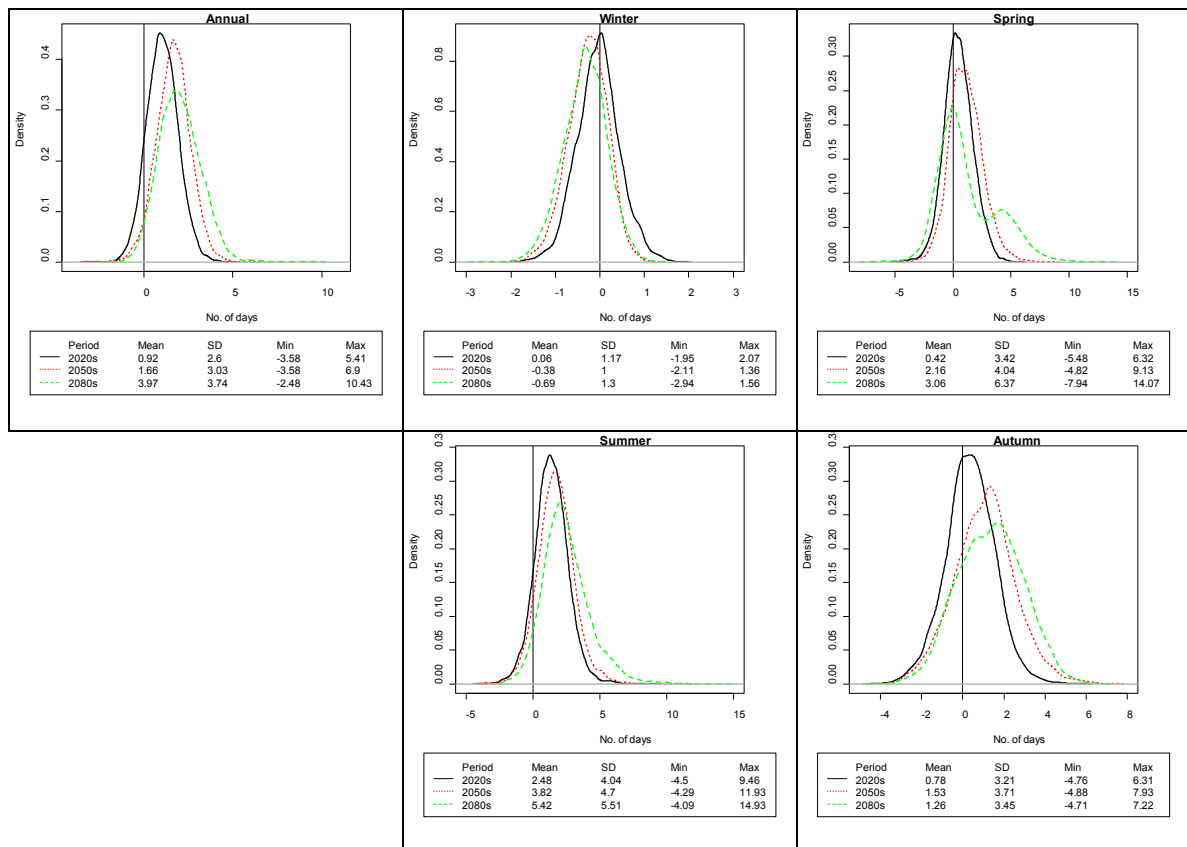 Annual
Density
0.0 0.1 0.2 0.3 0.4
0 5 10
No. of days
Period Mean SD Min Max
2020s 0.92 2.6 -3.58 5.41
2050s 1.66 3.03 -3.58 6.9
2080s 3.97 3.74 -2.48 10.43
Winter
Density
0.0 0.2 0.4 0.6 0.8
-3 -2 -1 0 1 2 3
No. of days
Period Mean SD Min Max
2020s 0.06 1.17 -1.95 2.07
2050s -0.38 1 -2.11 1.36
2080s -0.69 1.3 -2.94 1.56
Spring
Density
0.00 0.05 0.10 0.15 0.20 0.25 0.30
-5 0 5 10 15
No. of days
Period Mean SD Min Max
2020s 0.42 3.42 -5.48 6.32
2050s 2.16 4.04 -4.82 9.13
2080s 3.06 6.37 -7.94 14.07
Summer
Density
0.00 0.05 0.10 0.15 0.20 0.25 0.30
-5 0 5 10 15
No. of days
Period Mean SD Min Max
2020s 2.48 4.04 -4.5 9.46
2050s 3.82 4.7 -4.29 11.93
2080s 5.42 5.51 -4.09 14.93
Autumn
Density
0.00 0.05 0.10 0.15 0.20 0.25 0.30
-4 -2 0 2 4 6 8
No. of days
Period Mean SD Min Max
2020s 0.78 3.21 -4.76 6.31
2050s 1.53 3.71 -4.88 7.93
2080s 1.26 3.45 -4.71 7.22